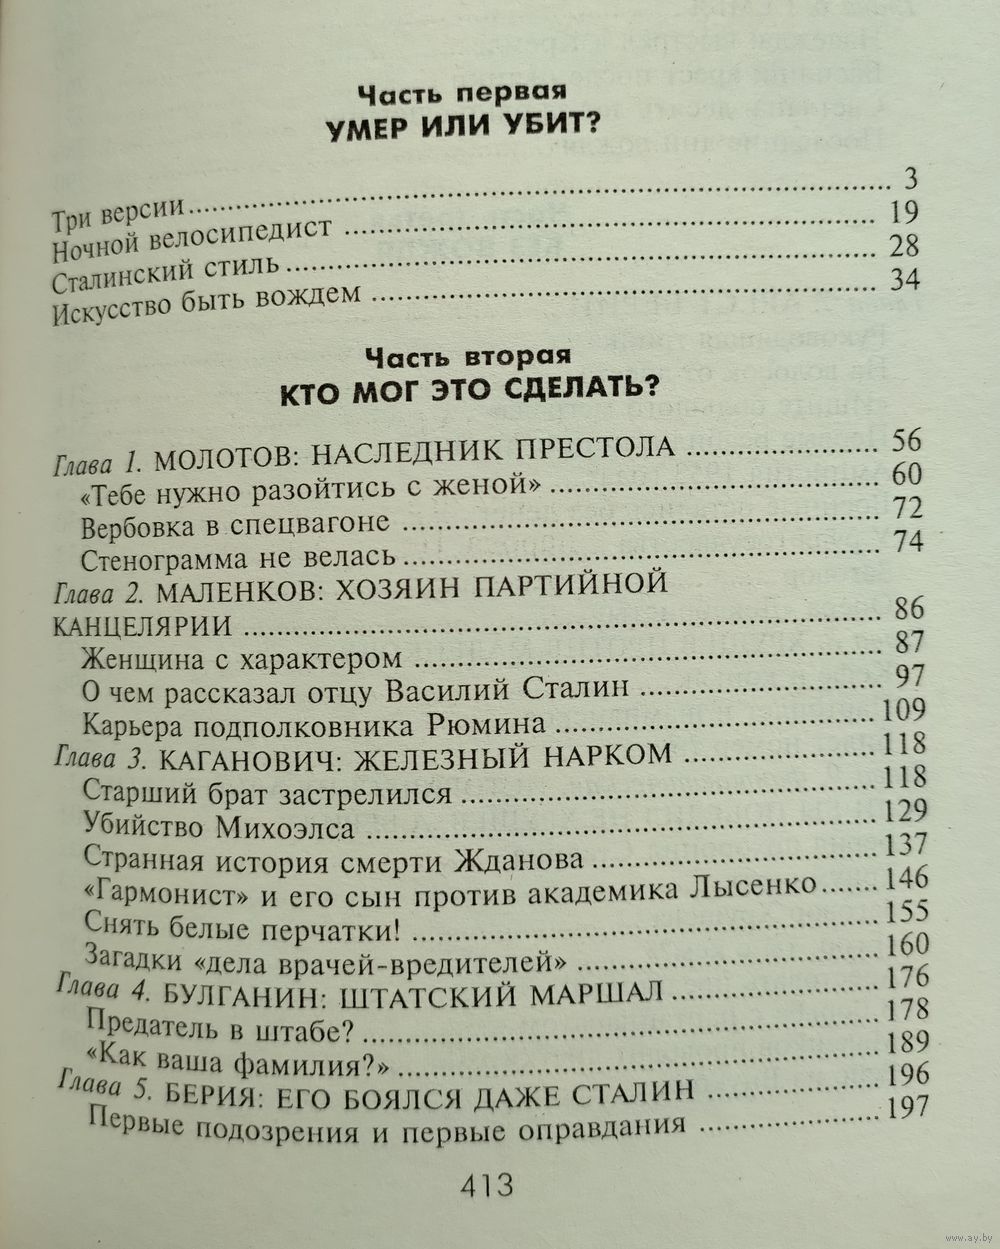 Часть первая
УМЕР ИЛИ УБИТ?
Три версии 3
Ночной велосипедист 19
Сталинский стиль 28
Искусство быть вождем 34
Часть вторая
КТО МОГ ЭТО СДЕЛАТЬ?
Глава 1. МОЛОТОВ: НАСЛЕДНИК ПРЕСТОЛА 56
«Тебе нужно разойтись с женой» 60
Вербовка в спецвагоне 72
Стенограмма не велась 74
Глава 2. МАЛЕНКОВ: ХОЗЯИН ПАРТИЙНОЙ
КАНЦЕЛЯРИИ 86
Женщина с характером 87
О чем рассказал отцу Василий Сталин 97
Карьера подполковника Рюмина 109
Глава 3. КАГАНОВИЧ: ЖЕЛЕЗНЫЙ НАРКОМ 118
Старший брат застрелился 118
Убийство Михоэлса 129
Странная история смерти Жданова 137
«Гармонист» и его сын против академика Лысенко 146
Снять белые перчатки! 155
Загадки «дела врачей-вредителей» 160
Глава 4. БУЛГАНИН: ШТАТСКИЙ МАРШАЛ 176
Предатель в штабе? 178
«Как ваша фамилия?» 189
Глава 5. БЕРИЯ: ЕГО БОЯЛСЯ ДАЖЕ СТАЛИН 196
Первые подозрения и первые оправдания 197
413
www.ay.by